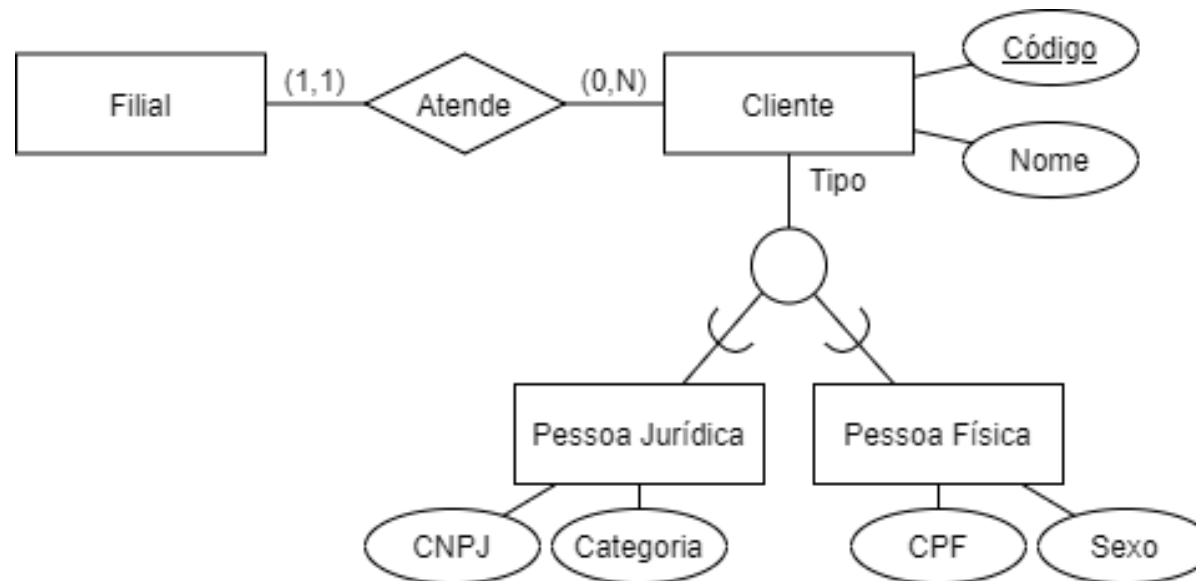 Código
Filial
(1,1)
Atende
(0,N)
Cliente
Nome
Tipo
Pessoa Jurídica
Pessoa Física
CNPJ
Categoria
CPF
Sexo